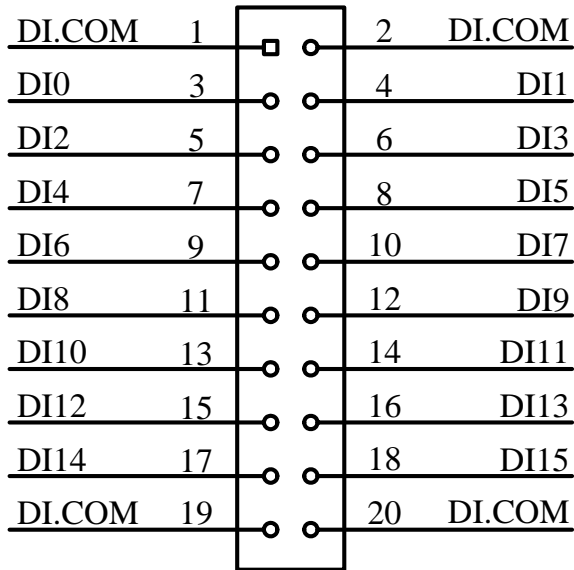 DI.COM 1 2 DI.COM
DI0 3 4 DI1
DI2 5 6 DI3
DI4 7 8 DI5
DI6 9 10 DI7
DI8 11 12 DI9
DI10 13 14 DI11
DI12 15 16 DI13
DI14 17 18 DI15
DI.COM 19 20 DI.COM